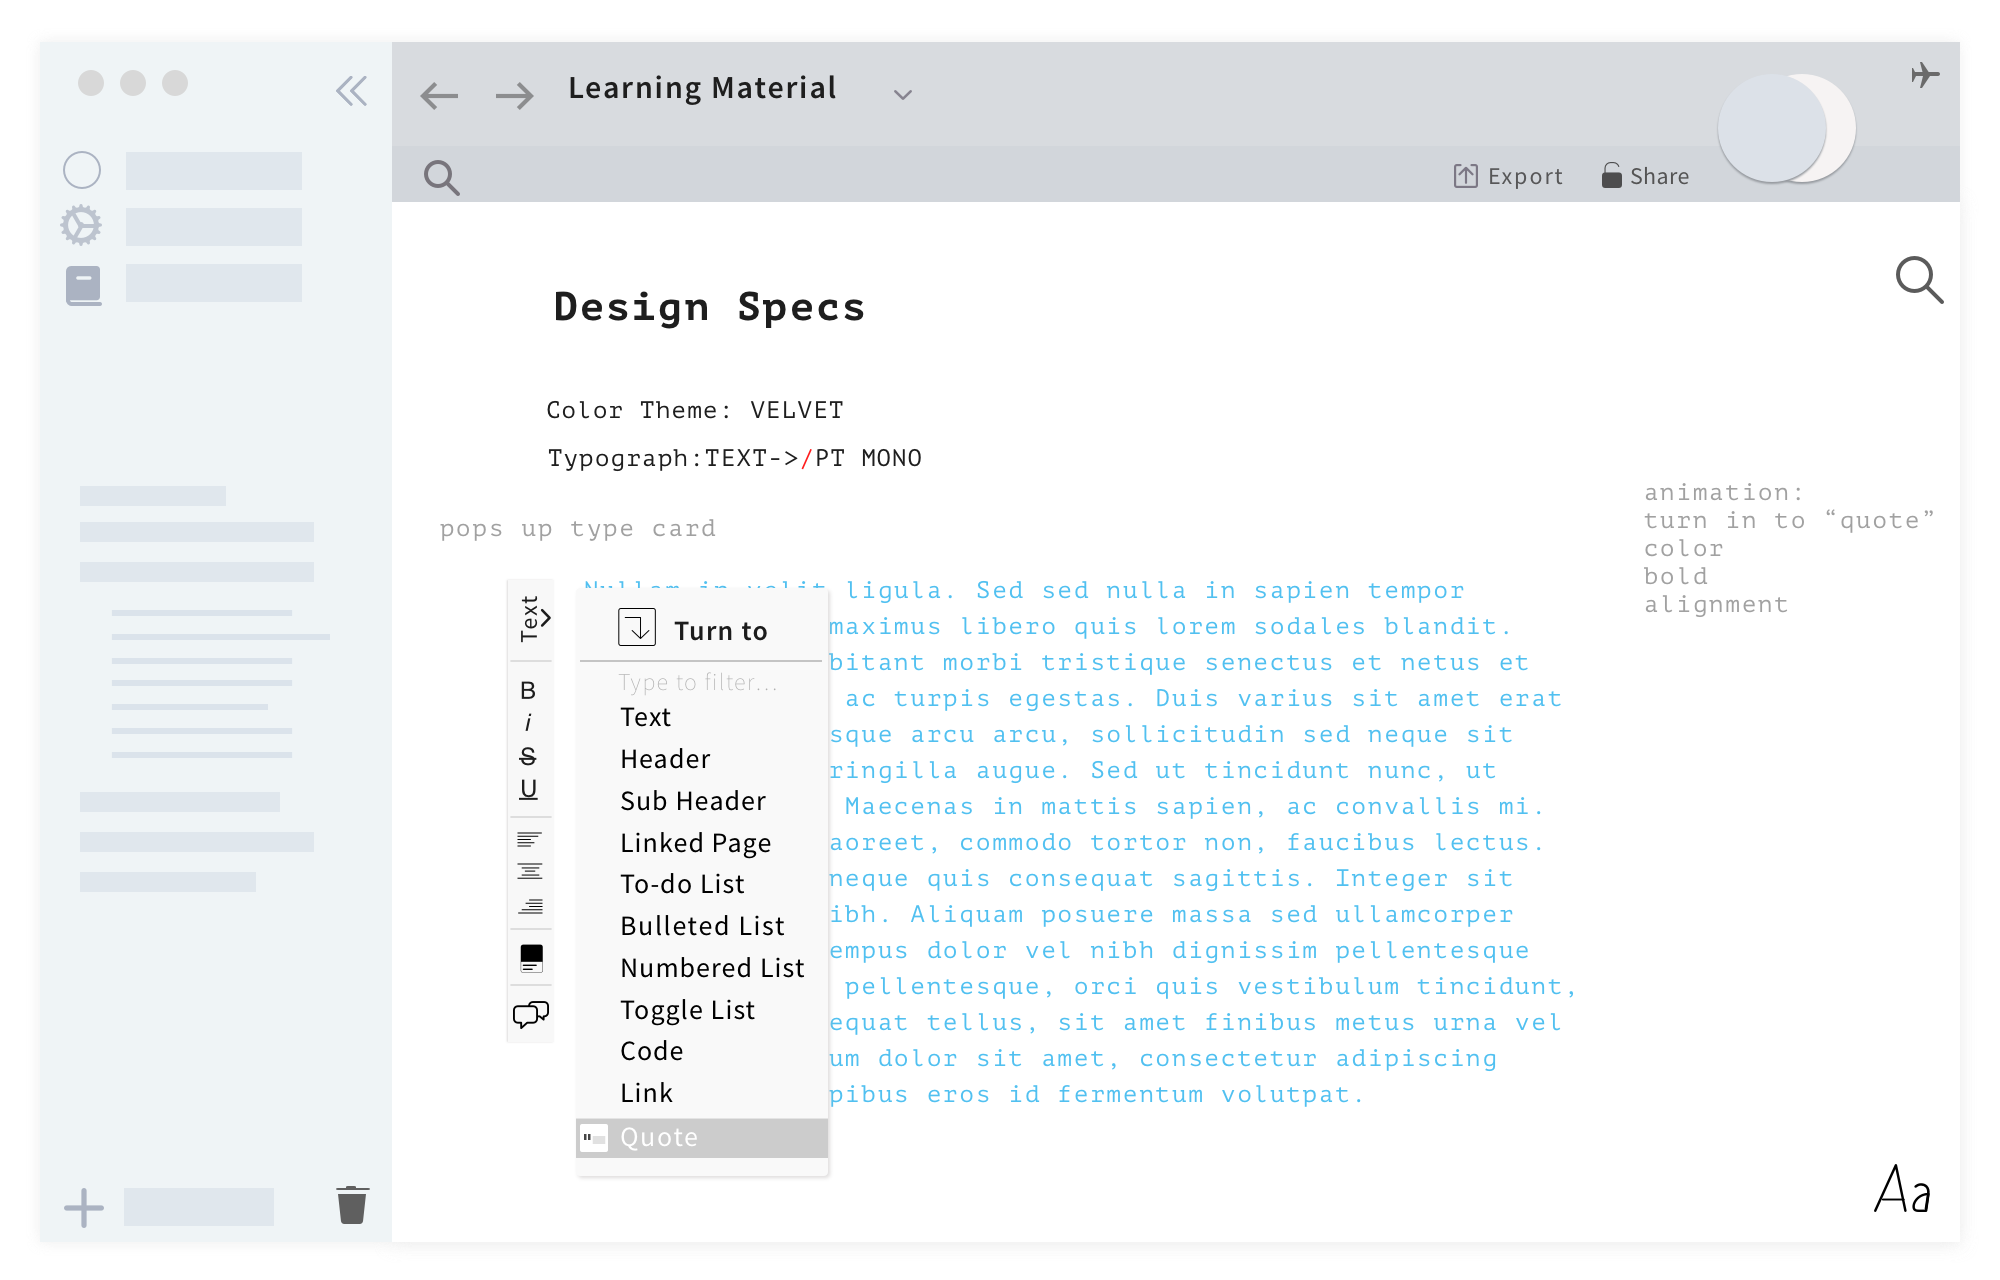 Learning Material
Export
Share
Design Specs
Color Theme: VELVET
Typograph:TEXT->/PT MONO
pops up type card
animation:
turn in to “quote”
color
bold
alignment
Text
B
i
S
U
Turn to
Type to filter...
Text
Header
Sub Header
Linked Page
To-do List
Bulleted List
Numbered List
Toggle List
Code
Link
Quote
Nullam in velit ligula. Sed sed nulla in sapien tempor
maximus libero quis lorem sodales blandit.
bitant morbi tristique senectus et netus et
ac turpis egestas. Duis varius sit amet erat
sque arcu arcu, sollicitudin sed neque sit
ringilla augue. Sed ut tincidunt nunc, ut
Maecenas in mattis sapien, ac convallis mi.
aoreet, commodo tortor non, faucibus lectus.
neque quis consequat sagittis. Integer sit
ibh. Aliquam posuere massa sed ullamcorper
empus dolor vel nibh dignissim pellentesque
pellentesque, orci quis vestibulum tincidunt,
equat tellus, sit amet finibus metus urna vel
um dolor sit amet, consectetur adipiscing
pibus eros id fermentum volutpat.
Aa